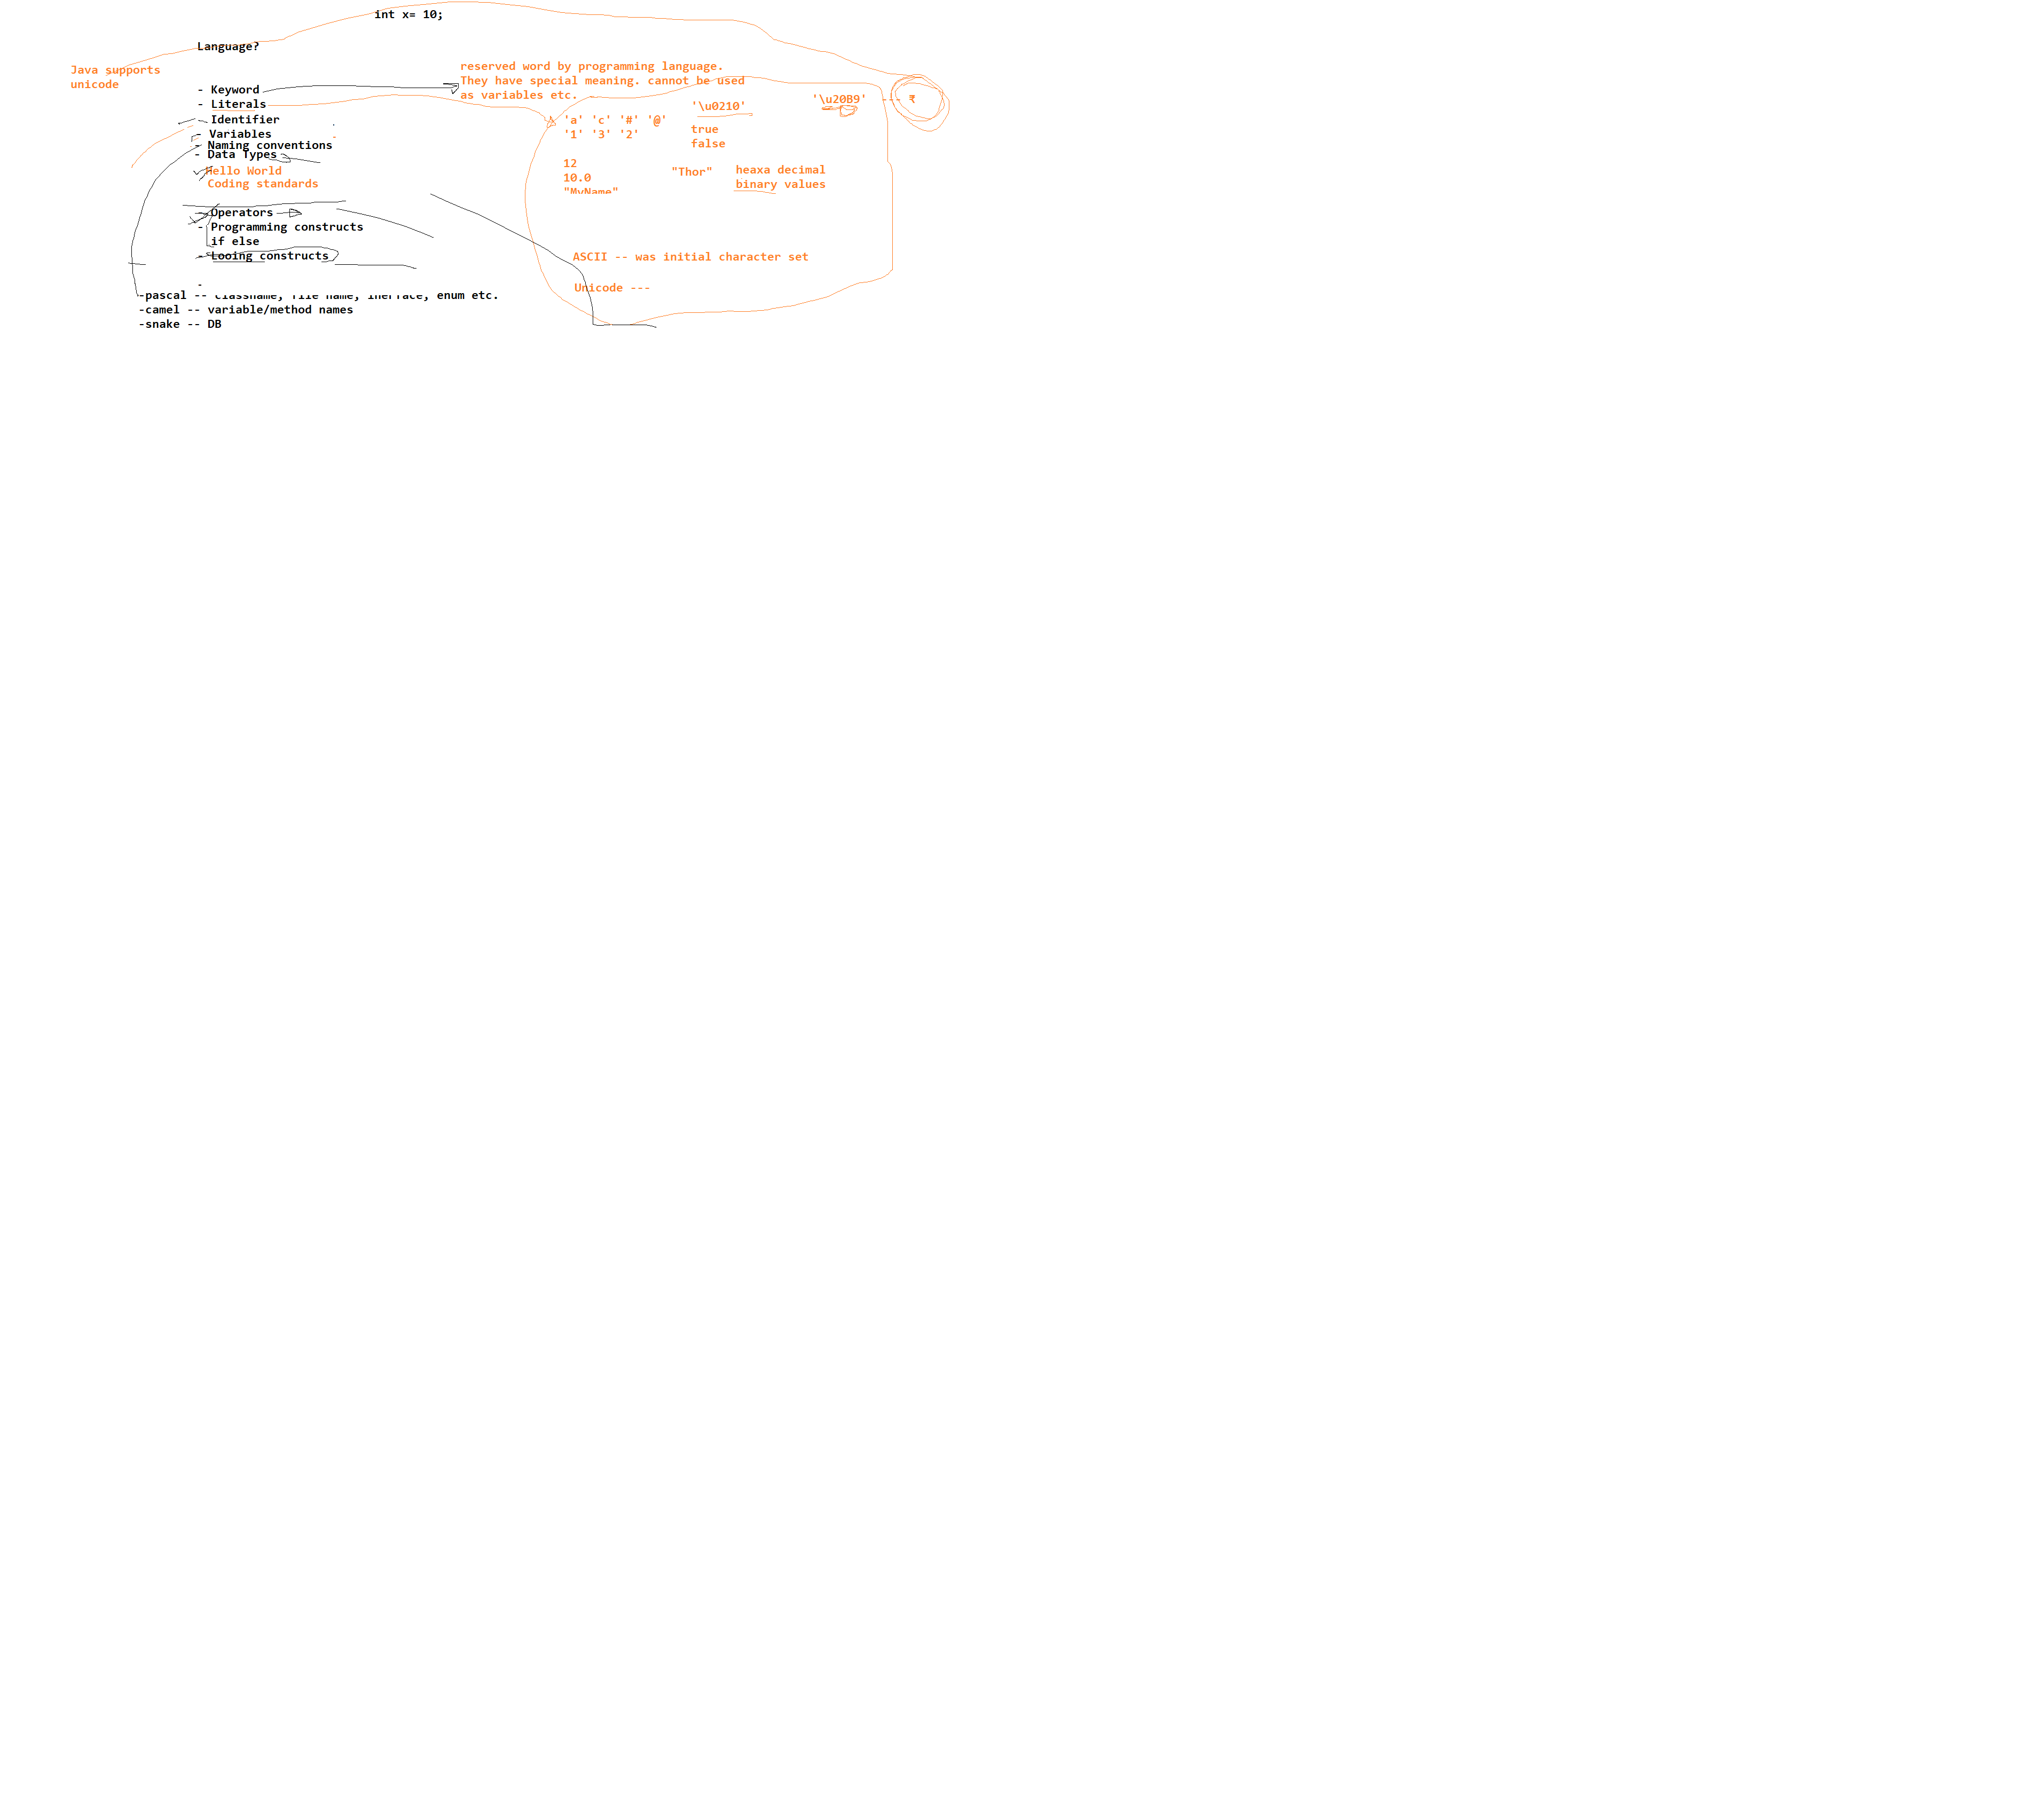 int x= 10;
Language?
Java supports
unicode
- Keyword
- Literals
- Identifier
- Variables
- Naming conventions
- Data Types
Hello World
Coding standards
- Operators
- Programming constructs
if else
- Looing constructs
-
-pascal -- classname, file name, inerface, enum etc.
-camel -- variable/method names
-snake -- DB
reserved word by programming language.
They have special meaning. cannot be used
as variables etc.
'a' 'c' '#' '@'
'1' '3' '2'
'\u0210'
true
false
'\u20B9' --- ₹
12
10.0
"MyName"
"Thor"
heaxa decimal
binary values
ASCII -- was initial character set
Unicode ---